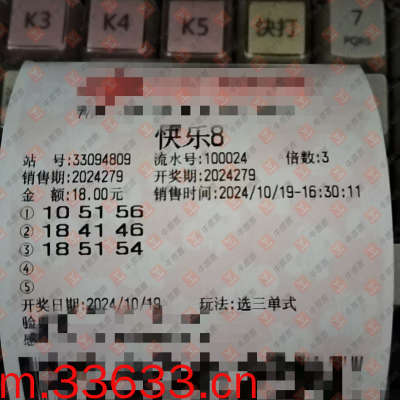 K3 K4 K5 快打 7
PQRS
快乐8
站 号:33094809 流水号:100024 倍数:3
销售期:2024279 开奖期:2024279
金 额:18.00元 销售时间:2024/10/19-16:30:11
① 10 51 56
② 18 41 46
③ 18 51 54
④
⑤
开奖日期:2024/10/19 玩法:选三单式
验
感
m.33633.cn